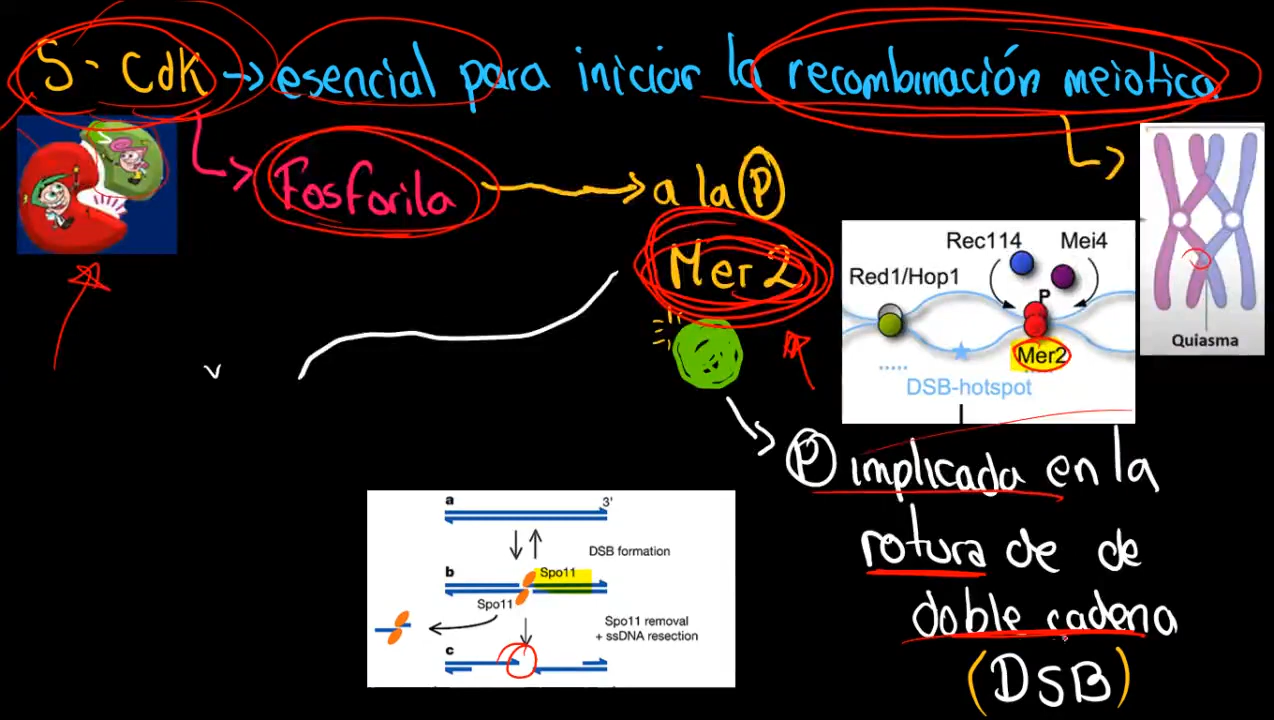 S-Cdk → esencial para iniciar la recombinación meiotica
Fosforila → a la P
Mer2
Rec114 Mei4
Red1/Hop1
P
Mer2
DSB-hotspot
Quiasma
P implicada en la
rotura de de
doble cadena
(DSB)
a
3'
DSB formation
b
Spo11
Spo11
Spo11 removal
+ ssDNA resection
c